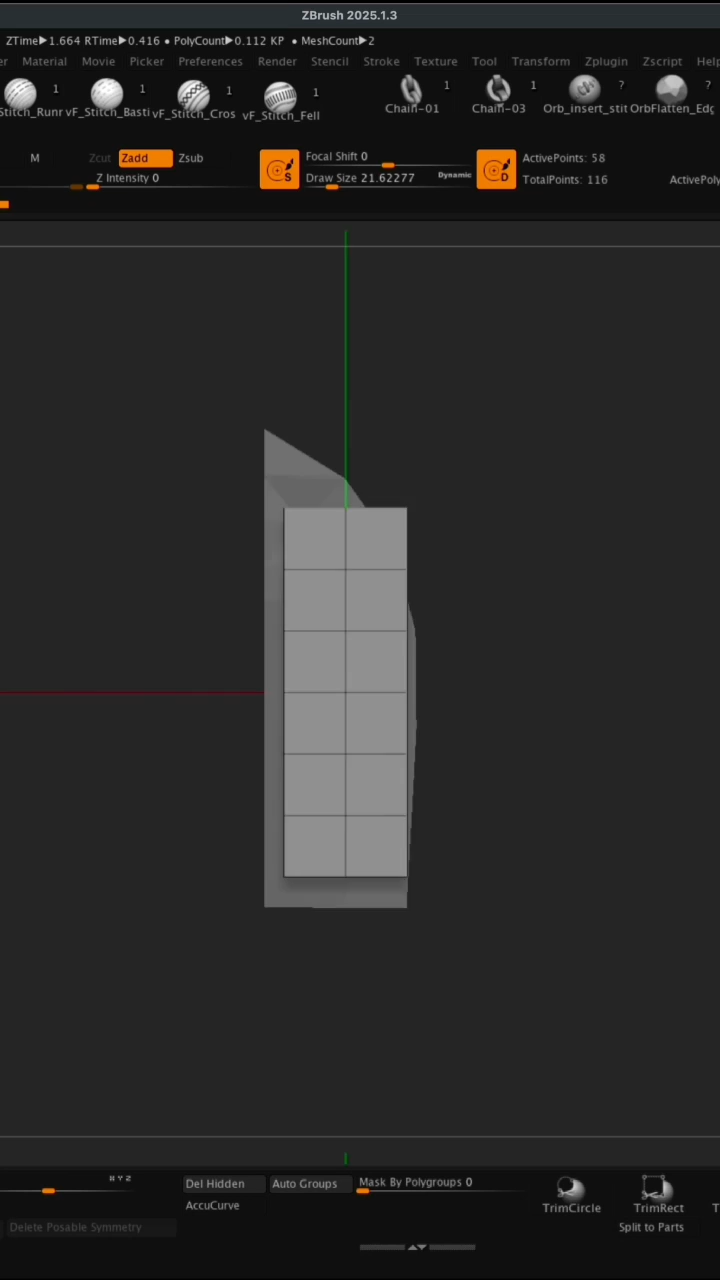 ZBrush 2025.1.3
ZTime▶1.664 RTime▶0.416 • PolyCount▶0.112 KP • MeshCount▶2
er Material Movie Picker Preferences Render Stencil Stroke Texture Tool Transform Zplugin Zscript Help
1 1 1 1 1 1 ? ?
Stitch_Runr vF_Stitch_Basti vF_Stitch_Cros vF_Stitch_Fell Chain-01 Chain-03 Orb_insert_stit OrbFlatten_Edg
M Zcut Zadd Zsub S Focal Shift 0 D ActivePoints: 58
Z Intensity 0 Draw Size 21.62277 Dynamic TotalPoints: 116 ActivePoly
Del Hidden Auto Groups Mask By Polygroups 0
AccuCurve TrimCircle TrimRect T
Delete Posable Symmetry Split to Parts